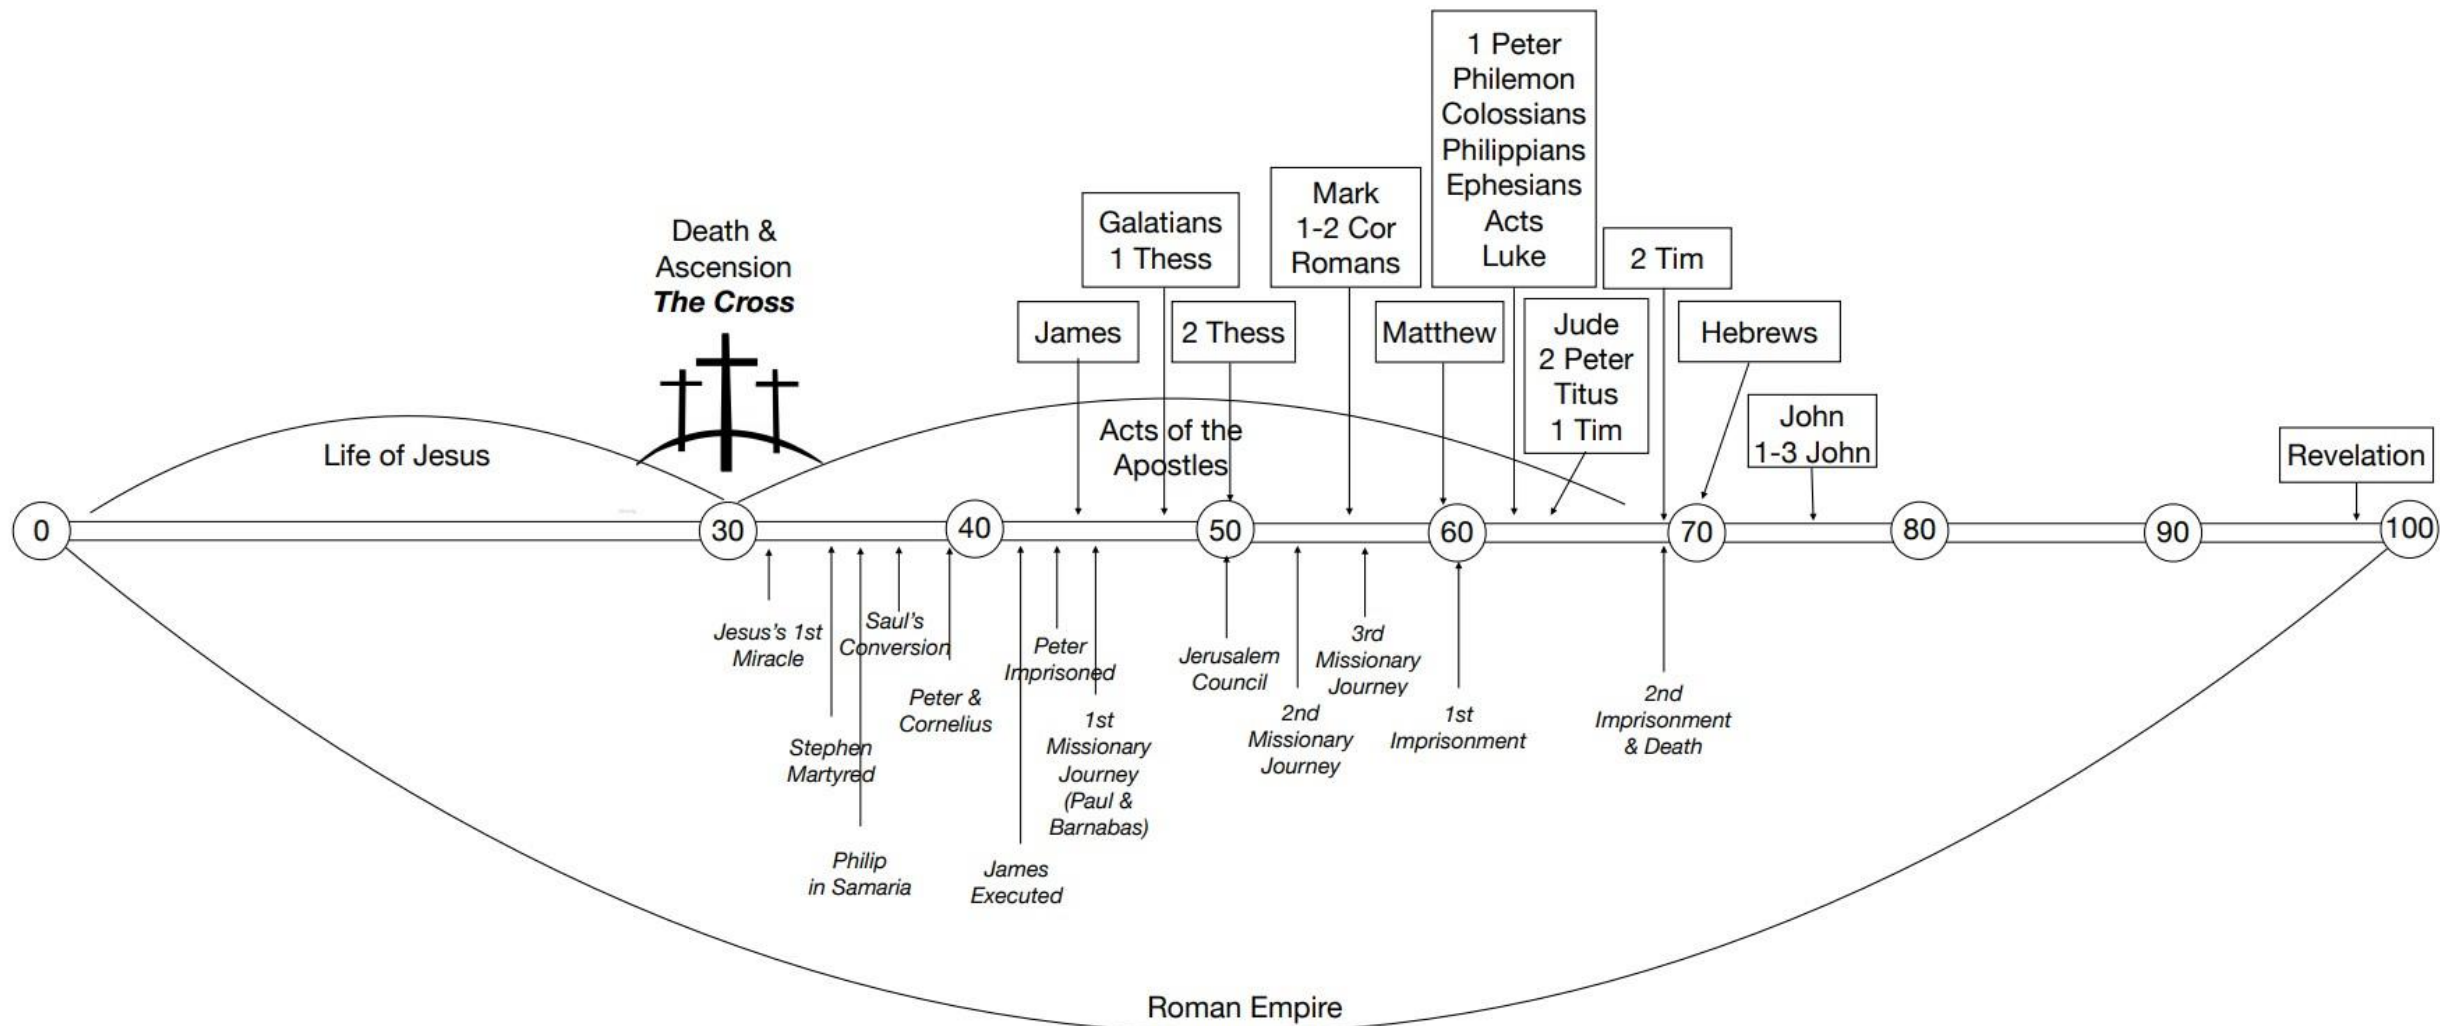 1 Peter
Philemon
Colossians
Philippians
Ephesians
Acts
Luke
Mark
1-2 Cor
Romans
Galatians
1 Thess
2 Tim
Death &
Ascension
The Cross
James
2 Thess
Matthew
Jude
2 Peter
Titus
1 Tim
Hebrews
John
1-3 John
Revelation
Life of Jesus
Acts of the
Apostles
0
30
40
50
60
70
80
90
100
Jesus's 1st
Miracle
Stephen
Martyred
Philip
in Samaria
Saul's
Conversion
Peter &
Cornelius
James
Executed
Peter
Imprisoned
1st
Missionary
Journey
(Paul &
Barnabas)
Jerusalem
Council
2nd
Missionary
Journey
3rd
Missionary
Journey
1st
Imprisonment
2nd
Imprisonment
& Death
Roman Empire